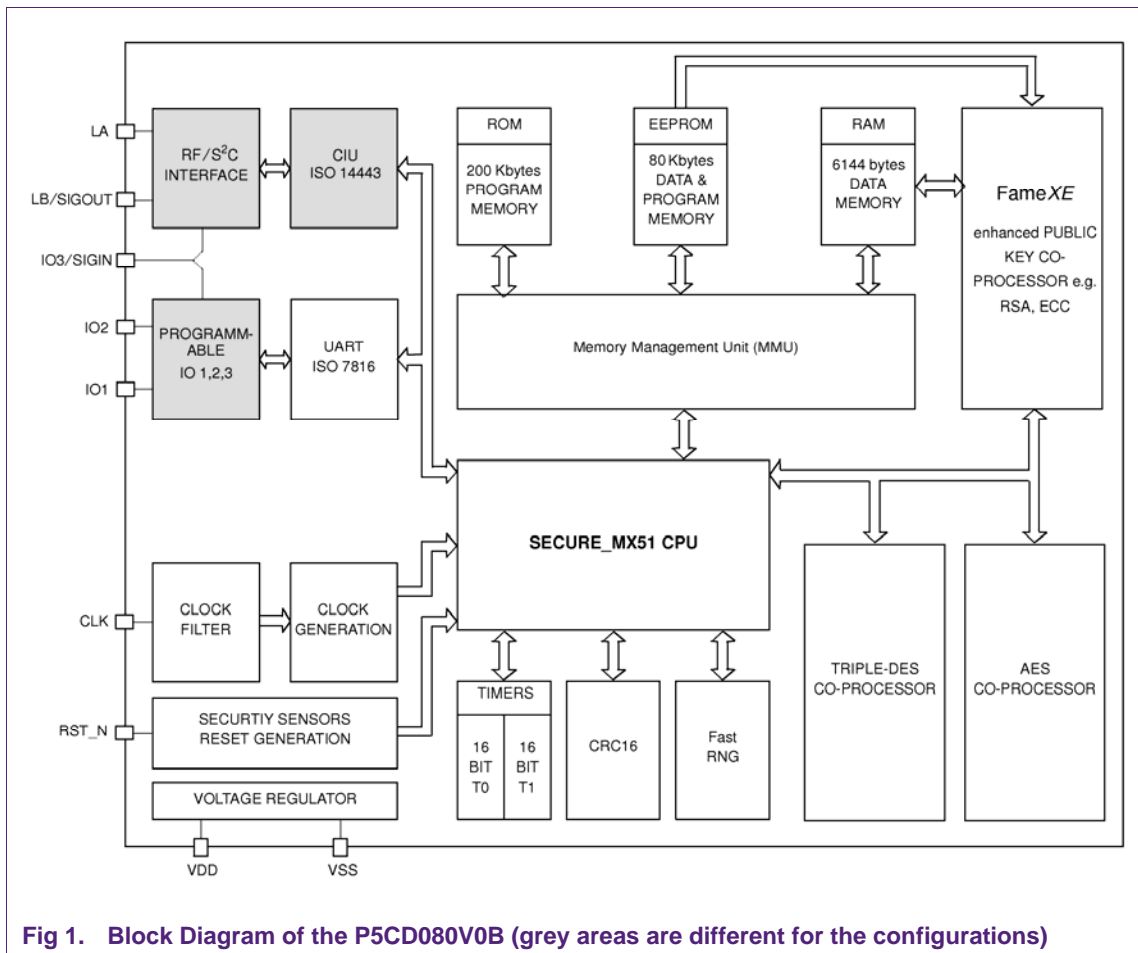 LA
LB/SIGOUT
IO3/SIGIN
IO2
IO1
CLK
RST_N
RF/S²C
INTERFACE
CIU
ISO 14443
PROGRAMM-
ABLE
IO 1,2,3
UART
ISO 7816
ROM
200 Kbytes
PROGRAM
MEMORY
EEPROM
80 Kbytes
DATA &
PROGRAM
MEMORY
RAM
6144 bytes
DATA
MEMORY
FameXE
enhanced PUBLIC
KEY CO-
PROCESSOR e.g.
RSA, ECC
Memory Management Unit (MMU)
SECURE_MX51 CPU
CLOCK
FILTER
CLOCK
GENERATION
SECURTIY SENSORS
RESET GENERATION
VOLTAGE REGULATOR
VDD
VSS
TIMERS
16
BIT
T0
16
BIT
T1
CRC16
Fast
RNG
TRIPLE-DES
CO-PROCESSOR
AES
CO-PROCESSOR
Fig 1. Block Diagram of the P5CD080V0B (grey areas are different for the configurations)